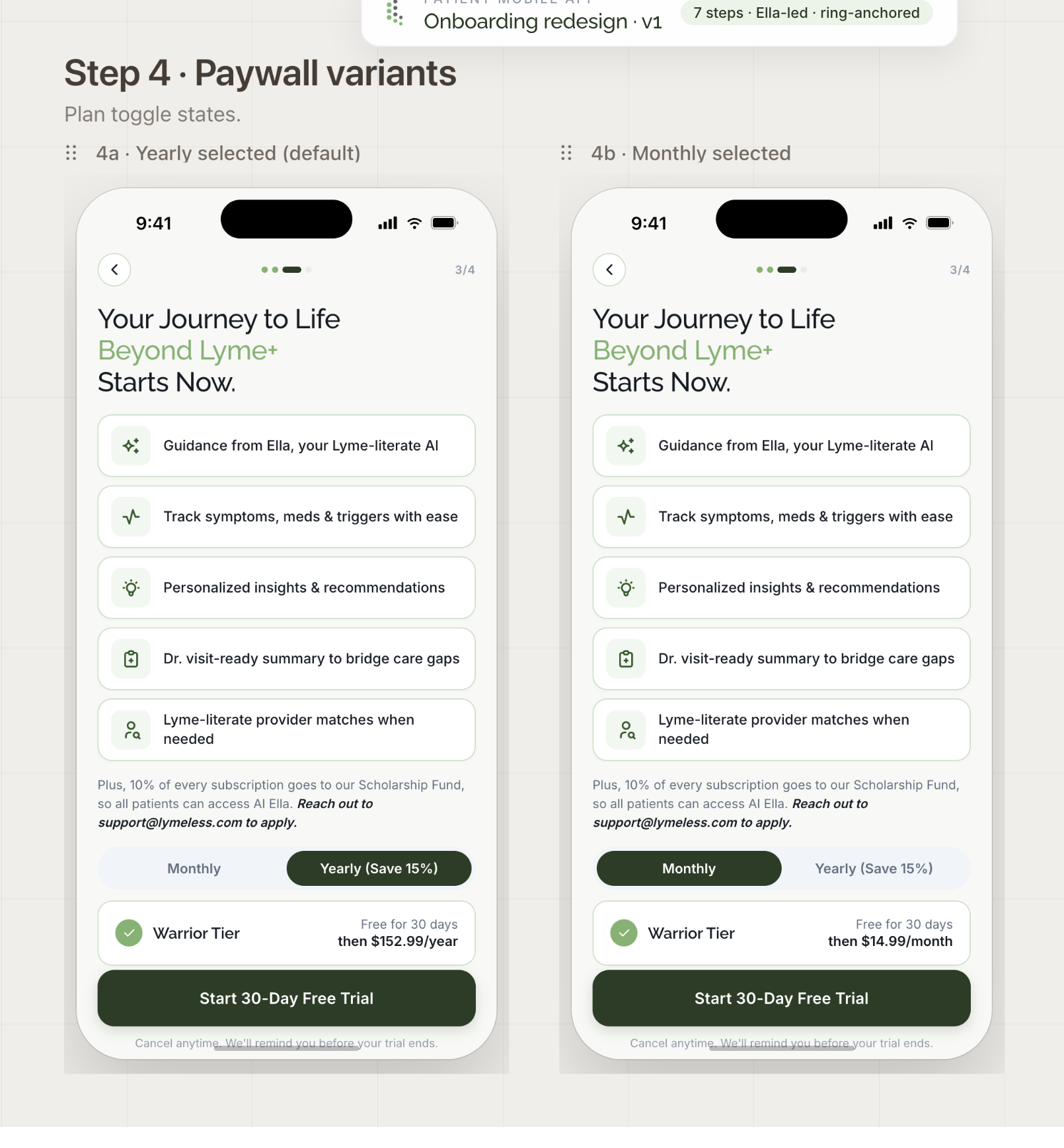 PATIENT MOBILE APP
Onboarding redesign · v1
7 steps · Ella-led · ring-anchored
Step 4 · Paywall variants
Plan toggle states.
4a · Yearly selected (default)
9:41
3/4
Your Journey to Life
Beyond Lyme+
Starts Now.
Guidance from Ella, your Lyme-literate AI
Track symptoms, meds & triggers with ease
Personalized insights & recommendations
Dr. visit-ready summary to bridge care gaps
Lyme-literate provider matches when
needed
Plus, 10% of every subscription goes to our Scholarship Fund,
so all patients can access AI Ella. Reach out to
support@lymeless.com to apply.
Monthly
Yearly (Save 15%)
Warrior Tier
Free for 30 days
then $152.99/year
Start 30-Day Free Trial
Cancel anytime. We'll remind you before your trial ends.
4b · Monthly selected
9:41
3/4
Your Journey to Life
Beyond Lyme+
Starts Now.
Guidance from Ella, your Lyme-literate AI
Track symptoms, meds & triggers with ease
Personalized insights & recommendations
Dr. visit-ready summary to bridge care gaps
Lyme-literate provider matches when
needed
Plus, 10% of every subscription goes to our Scholarship Fund,
so all patients can access AI Ella. Reach out to
support@lymeless.com to apply.
Monthly
Yearly (Save 15%)
Warrior Tier
Free for 30 days
then $14.99/month
Start 30-Day Free Trial
Cancel anytime. We'll remind you before your trial ends.